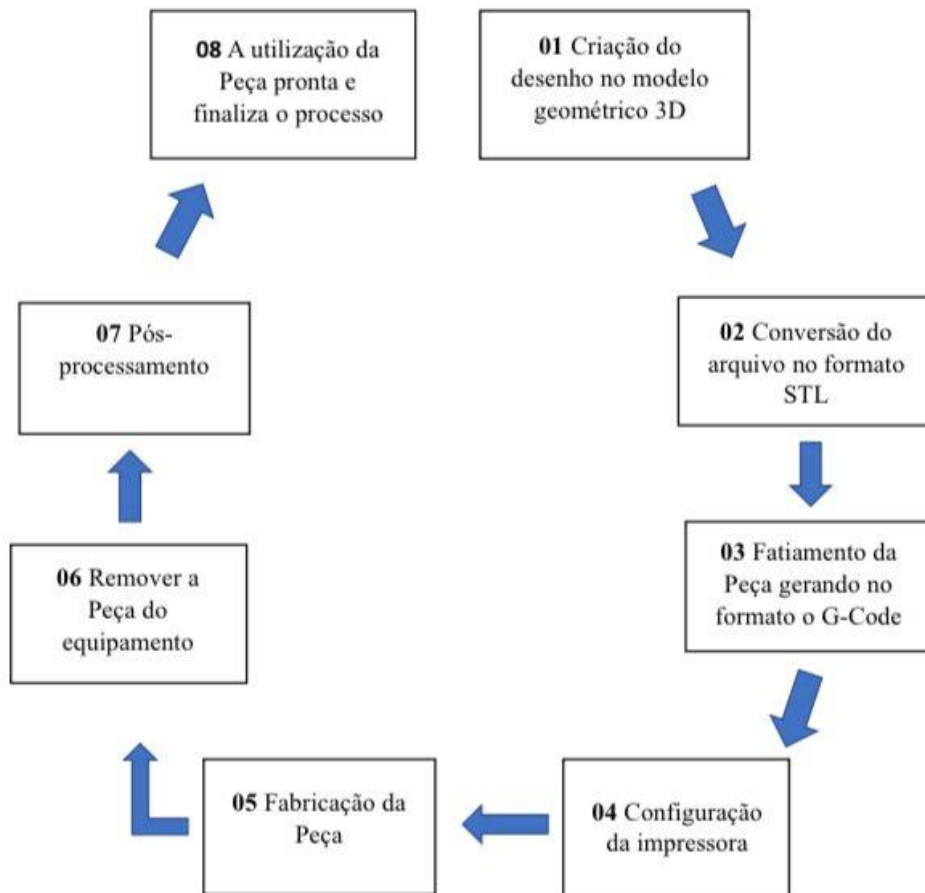 08 A utilização da
Peça pronta e
finaliza o processo
01 Criação do
desenho no modelo
geométrico 3D
02 Conversão do
arquivo no formato
STL
03 Fatiamento da
Peça gerando no
formato o G-Code
04 Configuração
da impressora
05 Fabricação da
Peça
06 Remover a
Peça do
equipamento
07 Pós-
processamento